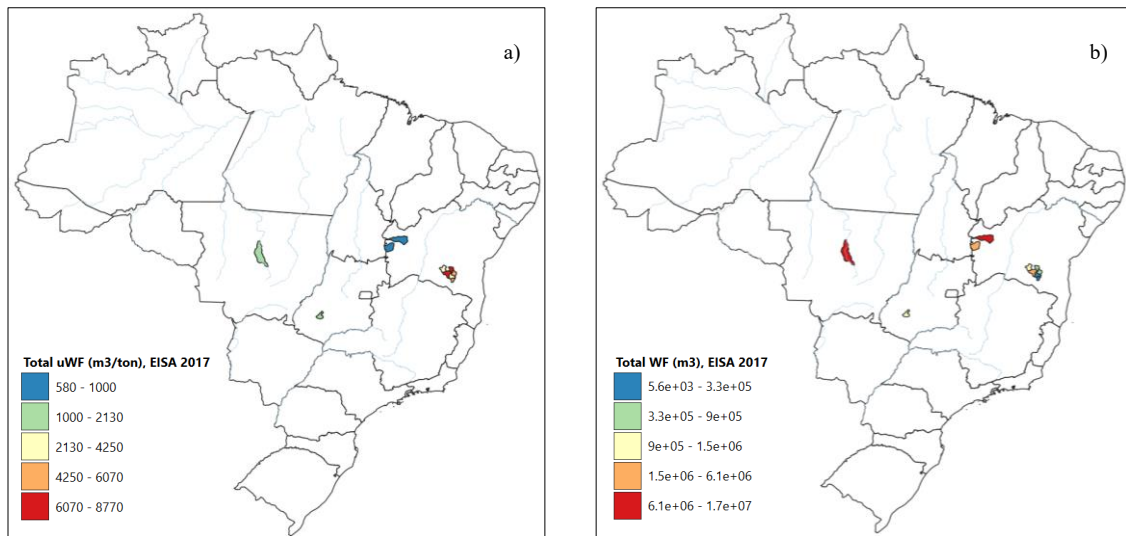 a)
Total uWF (m3/ton), EISA 2017
580 - 1000
1000 - 2130
2130 - 4250
4250 - 6070
6070 - 8770
b)
Total WF (m3), EISA 2017
5.6e+03 - 3.3e+05
3.3e+05 - 9e+05
9e+05 - 1.5e+06
1.5e+06 - 6.1e+06
6.1e+06 - 1.7e+07